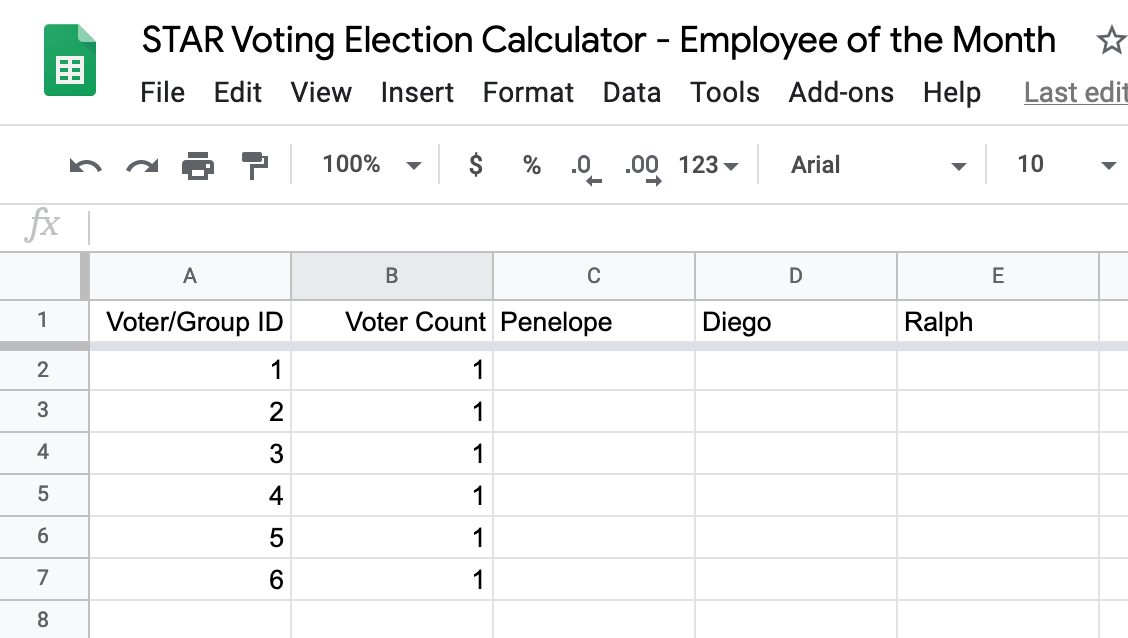 STAR Voting Election Calculator - Employee of the Month
File Edit View Insert Format Data Tools Add-ons Help Last edit
100% $ % .0 .00 123 Arial 10
fx
A B C D E
1 Voter/Group ID Voter Count Penelope Diego Ralph
2 1 1
3 2 1
4 3 1
5 4 1
6 5 1
7 6 1
8